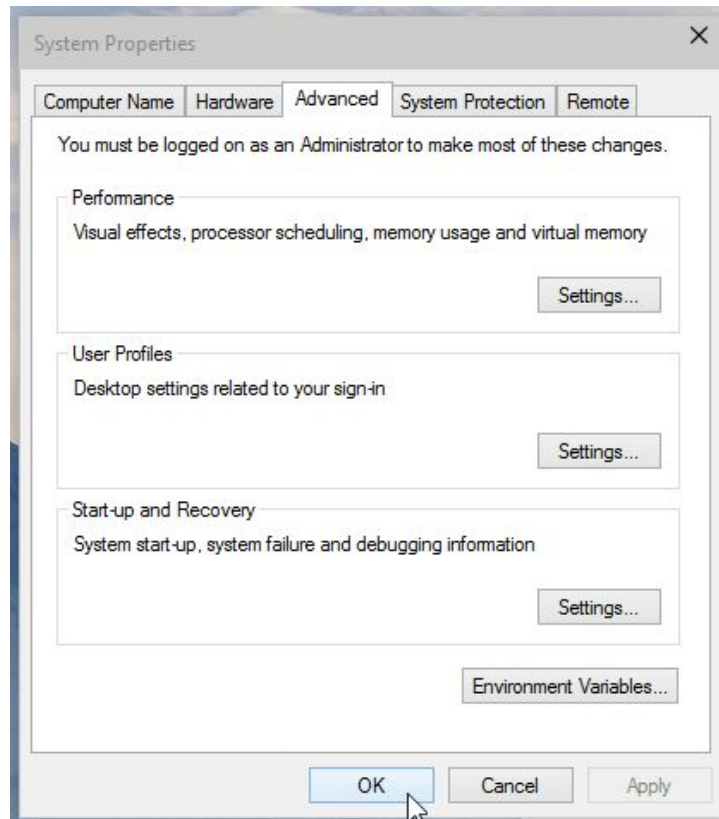 System Properties
Computer Name Hardware Advanced System Protection Remote
You must be logged on as an Administrator to make most of these changes.
Performance
Visual effects, processor scheduling, memory usage and virtual memory
Settings...
User Profiles
Desktop settings related to your sign-in
Settings...
Start-up and Recovery
System start-up, system failure and debugging information
Settings...
Environment Variables...
OK Cancel Apply